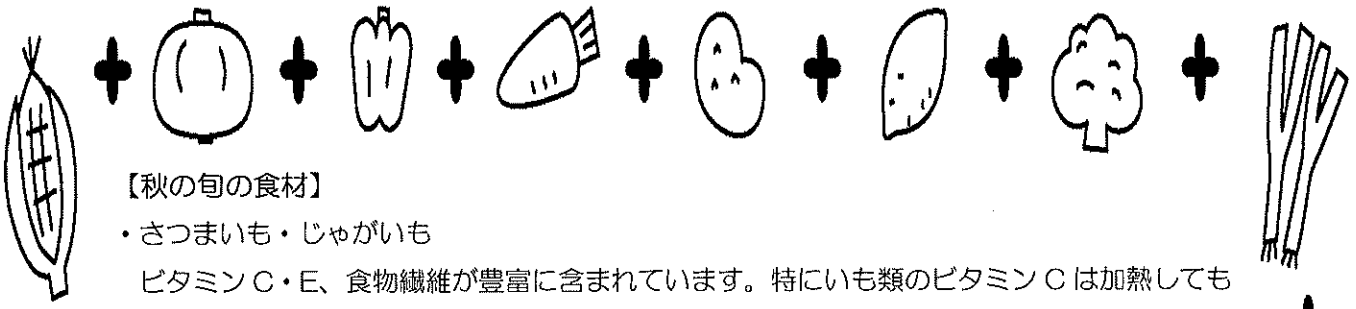 【秋の旬の食材】
・さつまいも・じゃがいも
ビタミンC・E、食物繊維が豊富に含まれています。特にいも類のビタミンCは加熱しても